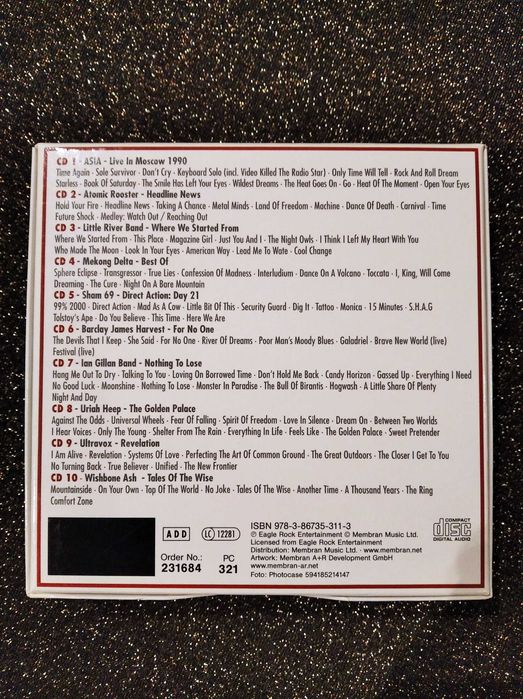 CD 1 - ASIA - Live In Moscow 1990
Time Again · Sole Survivor · Don't Cry · Keyboard Solo (incl. Video Killed The Radio Star) · Only Time Will Tell · Rock And Roll Dream
Starless · Book Of Saturday · The Smile Has Left Your Eyes · Wildest Dreams · The Heat Goes On · Go · Heat Of The Moment · Open Your Eyes
CD 2 - Atomic Rooster - Headline News
Hold Your Fire · Headline News · Taking A Chance · Metal Minds · Land Of Freedom · Machine · Dance Of Death · Carnival · Time
Future Shock · Medley: Watch Out / Reaching Out
CD 3 - Little River Band - Where We Started From
Where We Started From · This Place · Magazine Girl · Just You And I · The Night Owls · I Think I Left My Heart With You
Who Made The Moon · Look In Your Eyes · American Way · Lead Me To Wate · Cool Change
CD 4 - Mekong Delta - Best Of
Sphere Eclipse · Transgressor · True Lies · Confession Of Madness · Interludium · Dance On A Volcano · Toccata · I, King, Will Come
Dreaming · The Cure · Night On A Bare Mountain
CD 5 - Sham 69 - Direct Action: Day 21
99% 2000 · Direct Action · Mad As A Cow · Little Bit Of This · Security Guard · Dig It · Tattoo · Monica · 15 Minutes · S.H.A.G
Tolstoy's Ape · Do You Believe · This Time · Here We Are
CD 6 - Barclay James Harvest - For No One
The Devils That I Keep · She Said · For No One · River Of Dreams · Poor Man's Moody Blues · Galadriel · Brave New World (live)
Festival (live)
CD 7 - Ian Gillan Band - Nothing To Lose
Hang Me Out To Dry · Talking To You · Loving On Borrowed Time · Don't Hold Me Back · Candy Horizon · Gassed Up · Everything I Need
No Good Luck · Moonshine · Nothing To Lose · Monster In Paradise · The Bull Of Birantis · Hogwash · A Little Share Of Plenty
Night And Day
CD 8 - Uriah Heep - The Golden Palace
Against The Odds · Universal Wheels · Fear Of Falling · Spirit Of Freedom · Love In Silence · Dream On · Between Two Worlds
I Hear Voices · Only The Young · Shelter From The Rain · Everything In Life · Feels Like · The Golden Palace · Sweet Pretender
CD 9 - Ultravox - Revelation
I Am Alive · Revelation · Systems Of Love · Perfecting The Art Of Common Ground · The Great Outdoors · The Closer I Get To You
No Turning Back · True Believer · Unified · The New Frontier
CD 10 - Wishbone Ash - Tales Of The Wise
Mountainside · On Your Own · Top Of The World · No Joke · Tales Of The Wise · Another Time · A Thousand Years · The Ring
Comfort Zone
ADD
LC 12281
Order No.:
231684
PC
321
ISBN 978-3-86735-311-3
℗ Eagle Rock Entertainment © Membran Music Ltd.
Licensed from Eagle Rock Entertainment
Distribution: Membran Music Ltd. · www.membran.net
Artwork: Membran A+R Development GmbH
www.membran-ar.net
Foto: Photocase 594185214147
COMPACT
disc
DIGITAL AUDIO